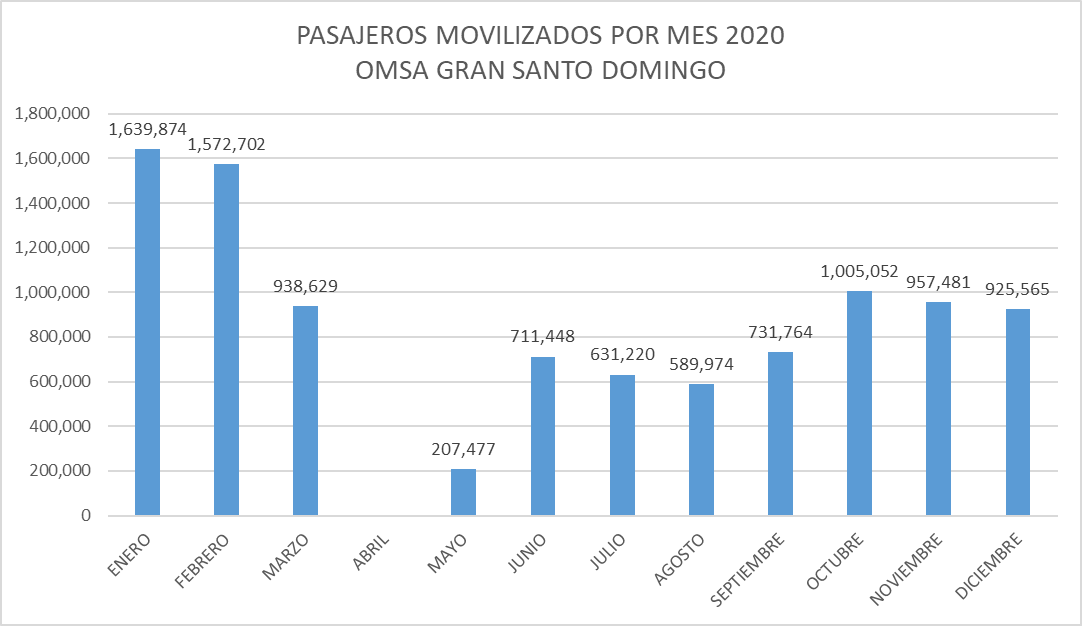 PASAJEROS MOVILIZADOS POR MES 2020
OMSA GRAN SANTO DOMINGO
1,800,000
1,600,000
1,400,000
1,200,000
1,000,000
800,000
600,000
400,000
200,000
0
1,639,874
1,572,702
938,629
207,477
711,448
631,220
589,974
731,764
1,005,052
957,481
925,565
ENERO
FEBRERO
MARZO
ABRIL
MAYO
JUNIO
JULIO
AGOSTO
SEPTIEMBRE
OCTUBRE
NOVIEMBRE
DICIEMBRE